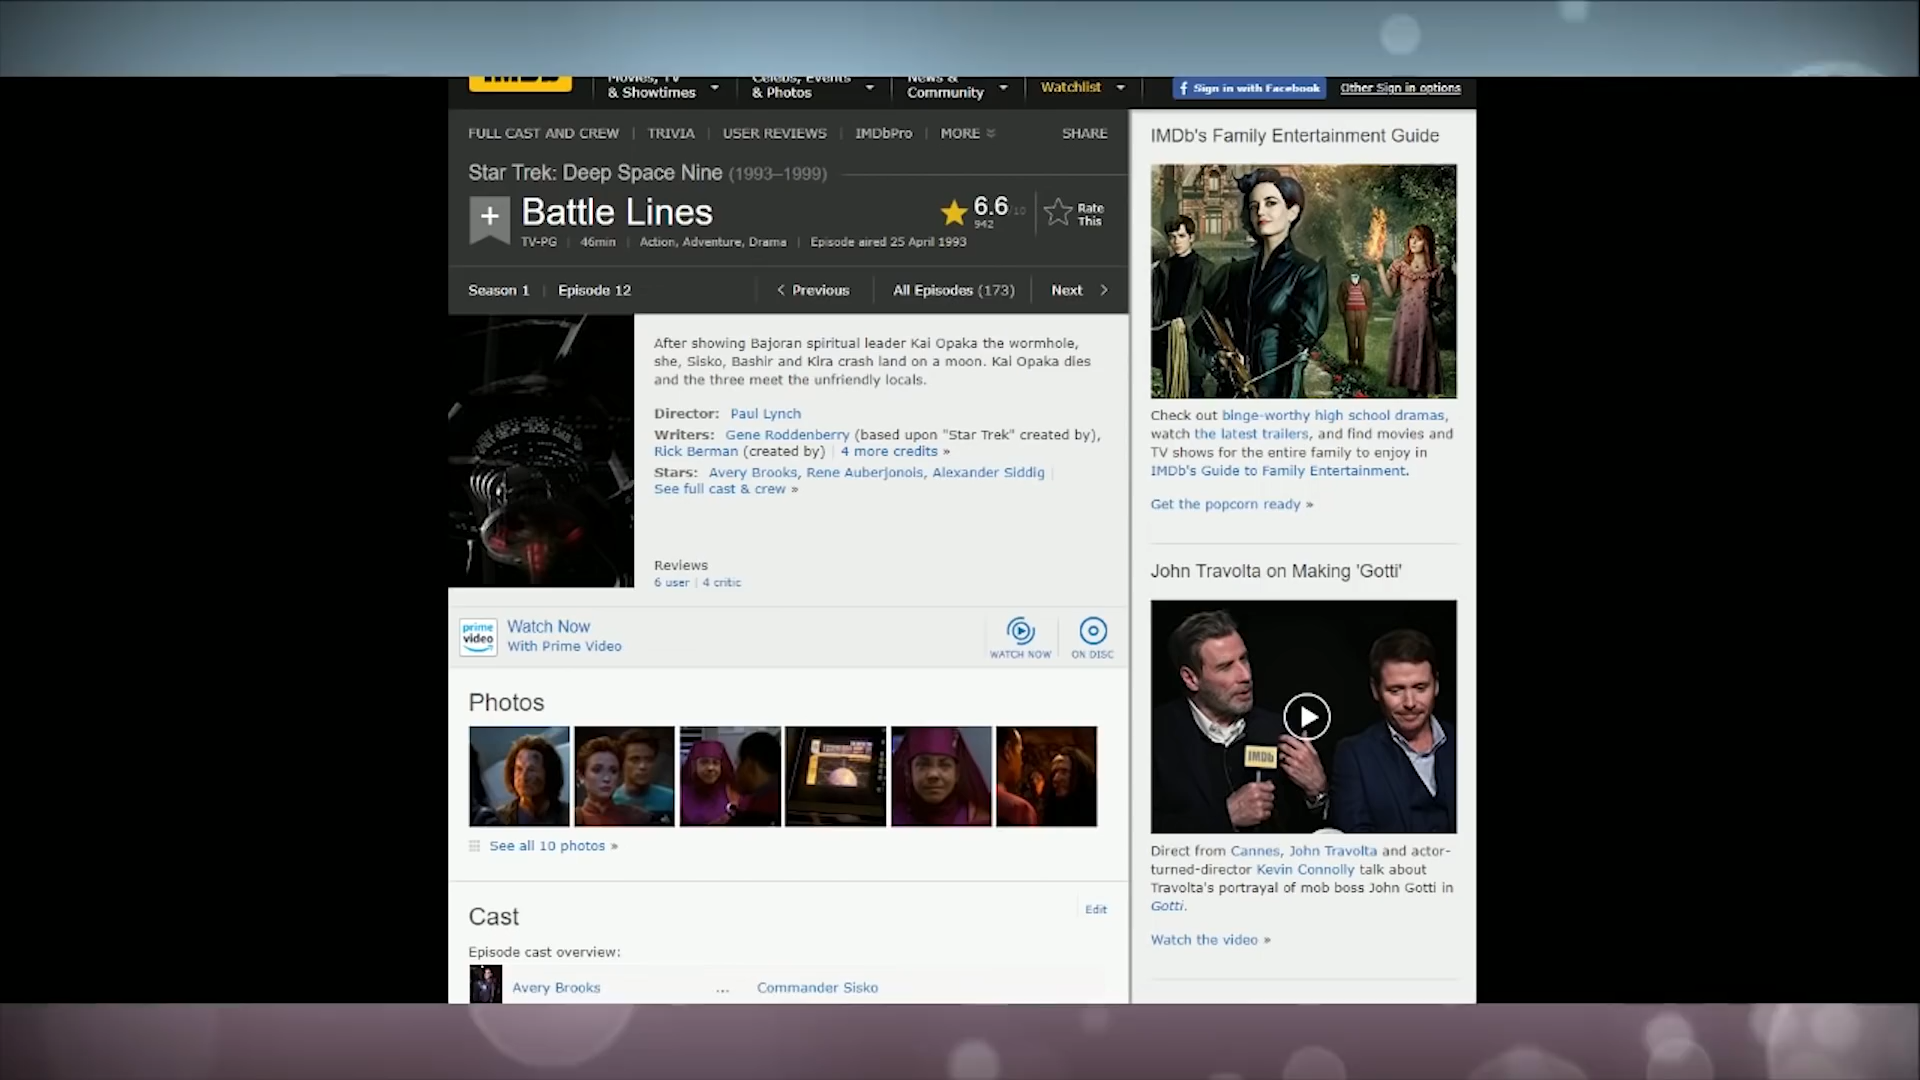 IMDb
Movies, TV
& Showtimes
Celebs, Events
& Photos
News &
Community
Watchlist
Sign in with Facebook
Other Sign in options
FULL CAST AND CREW | TRIVIA | USER REVIEWS | IMDbPro | MORE
SHARE
Star Trek: Deep Space Nine (1993–1999)
+ Battle Lines
6.6/10
942
Rate
This
TV-PG | 46min | Action, Adventure, Drama | Episode aired 25 April 1993
Season 1 | Episode 12
Previous
All Episodes (173)
Next
After showing Bajoran spiritual leader Kai Opaka the wormhole,
she, Sisko, Bashir and Kira crash land on a moon. Kai Opaka dies
and the three meet the unfriendly locals.
Director: Paul Lynch
Writers: Gene Roddenberry (based upon "Star Trek" created by),
Rick Berman (created by) | 4 more credits »
Stars: Avery Brooks, Rene Auberjonois, Alexander Siddig |
See full cast & crew »
Reviews
6 user | 4 critic
prime
video
Watch Now
With Prime Video
WATCH NOW
ON DISC
Photos
See all 10 photos »
Cast
Edit
Episode cast overview:
Avery Brooks ... Commander Sisko
IMDb's Family Entertainment Guide
Check out binge-worthy high school dramas,
watch the latest trailers, and find movies and
TV shows for the entire family to enjoy in
IMDb's Guide to Family Entertainment.
Get the popcorn ready »
John Travolta on Making 'Gotti'
IMDb
Direct from Cannes, John Travolta and actor-
turned-director Kevin Connolly talk about
Travolta's portrayal of mob boss John Gotti in
Gotti.
Watch the video »